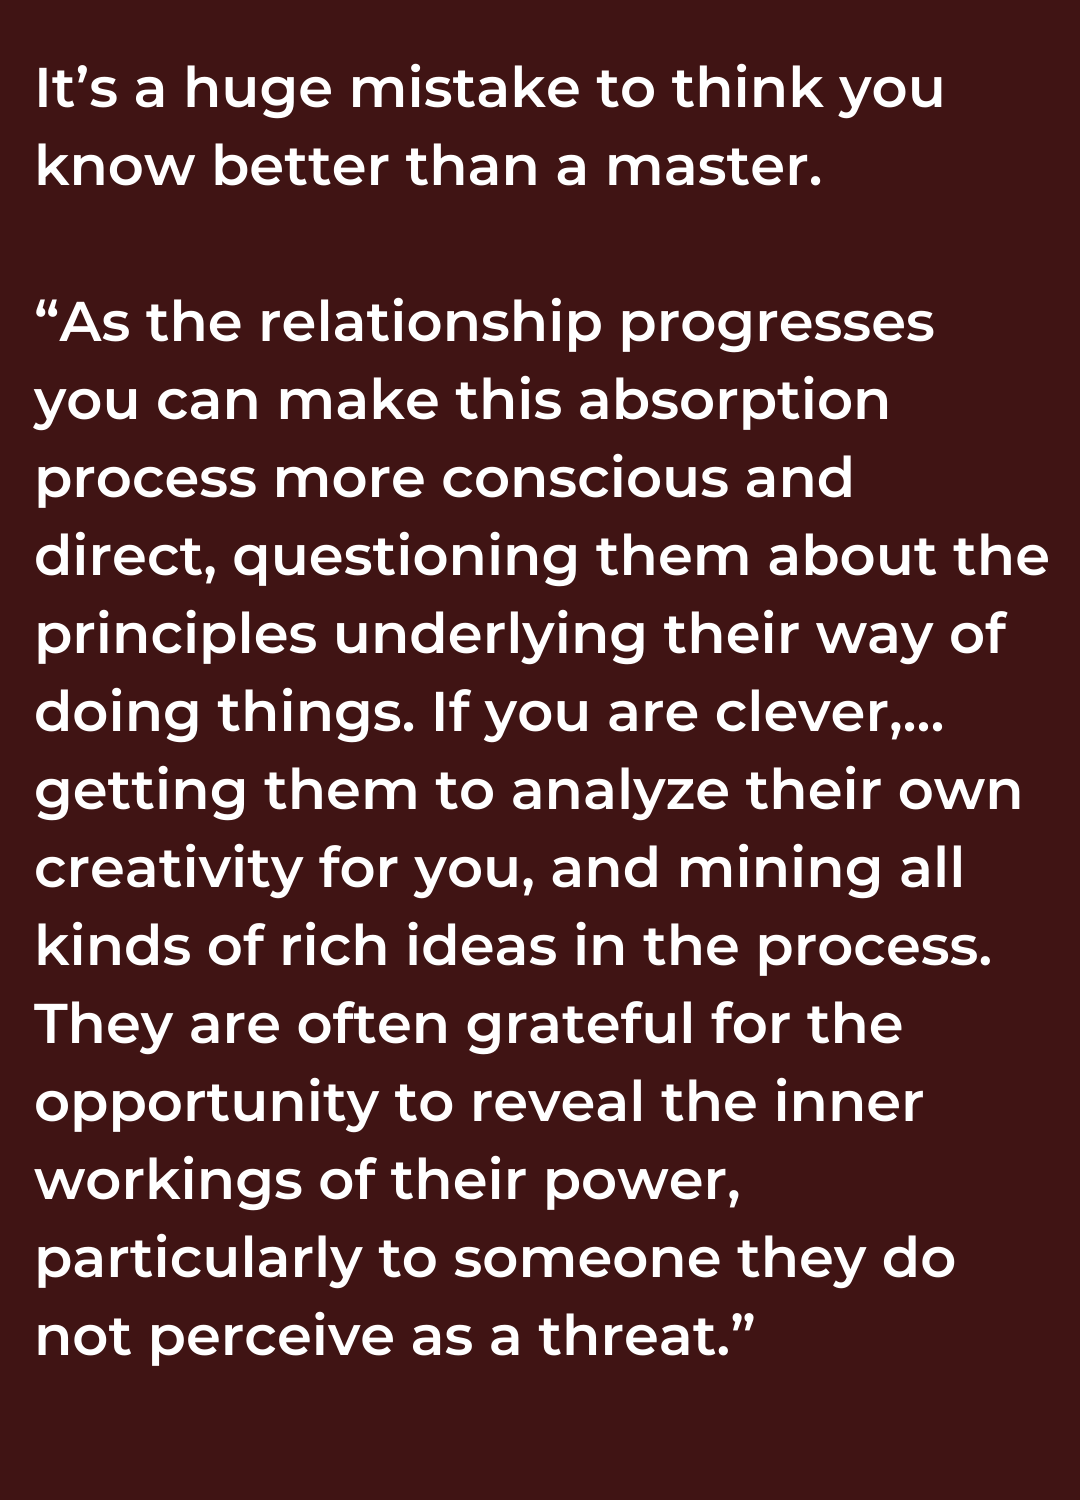 It’s a huge mistake to think you
know better than a master.
“As the relationship progresses
you can make this absorption
process more conscious and
direct, questioning them about the
principles underlying their way of
doing things. If you are clever,...
getting them to analyze their own
creativity for you, and mining all
kinds of rich ideas in the process.
They are often grateful for the
opportunity to reveal the inner
workings of their power,
particularly to someone they do
not perceive as a threat.”